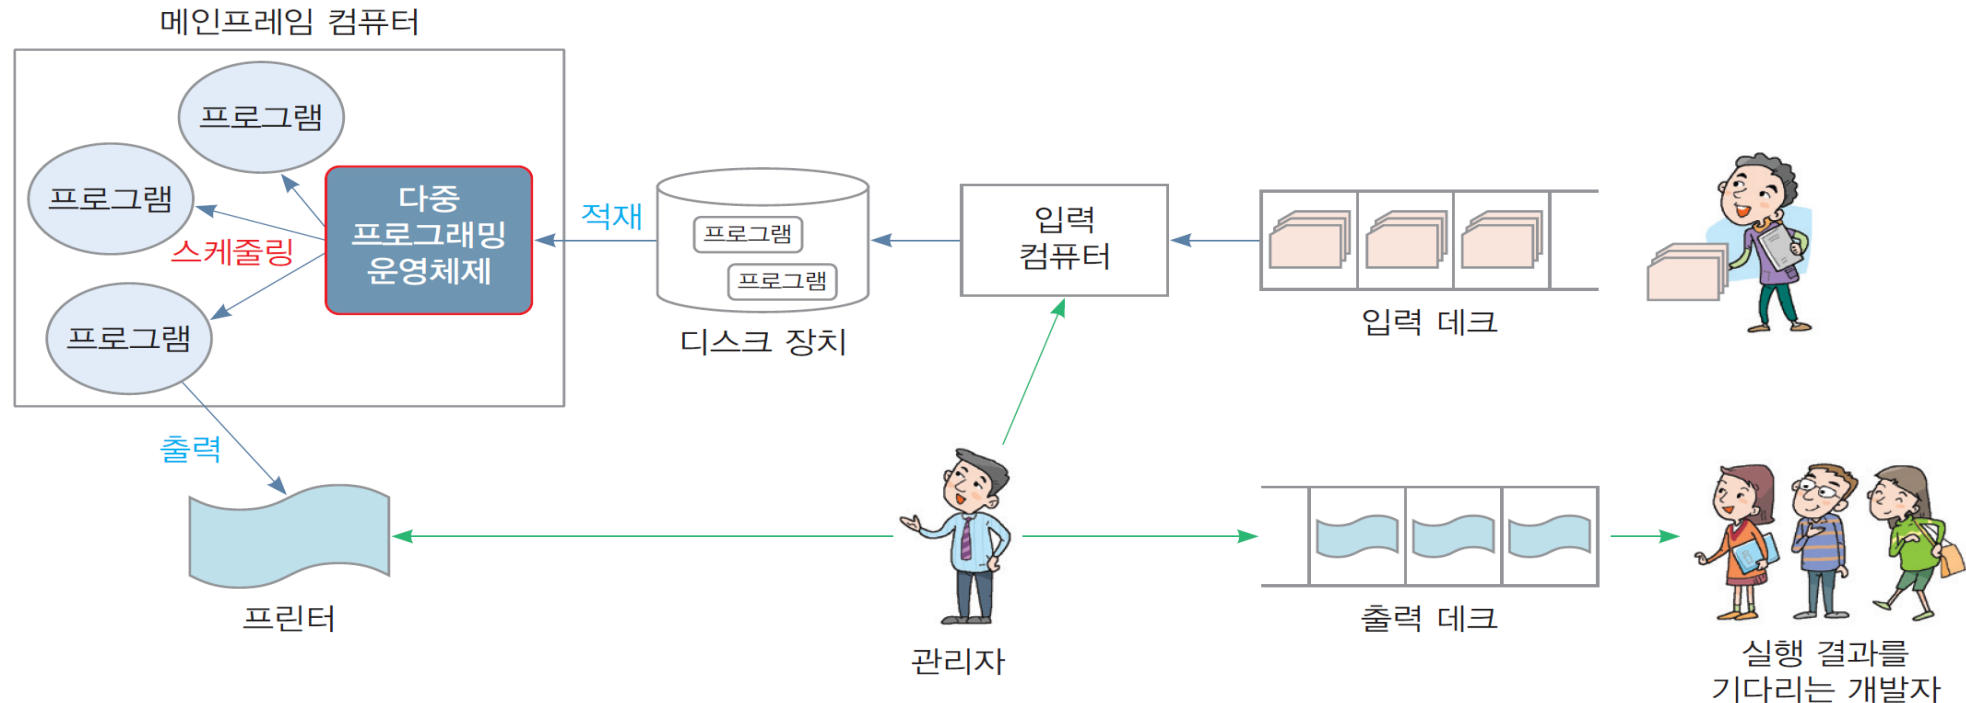 메인프레임 컴퓨터
프로그램
프로그램
스케줄링
프로그램
다중
프로그래밍
운영체제
적재
프로그램
프로그램
디스크 장치
입력
컴퓨터
입력 데크
출력
프린터
관리자
출력 데크
실행 결과를
기다리는 개발자